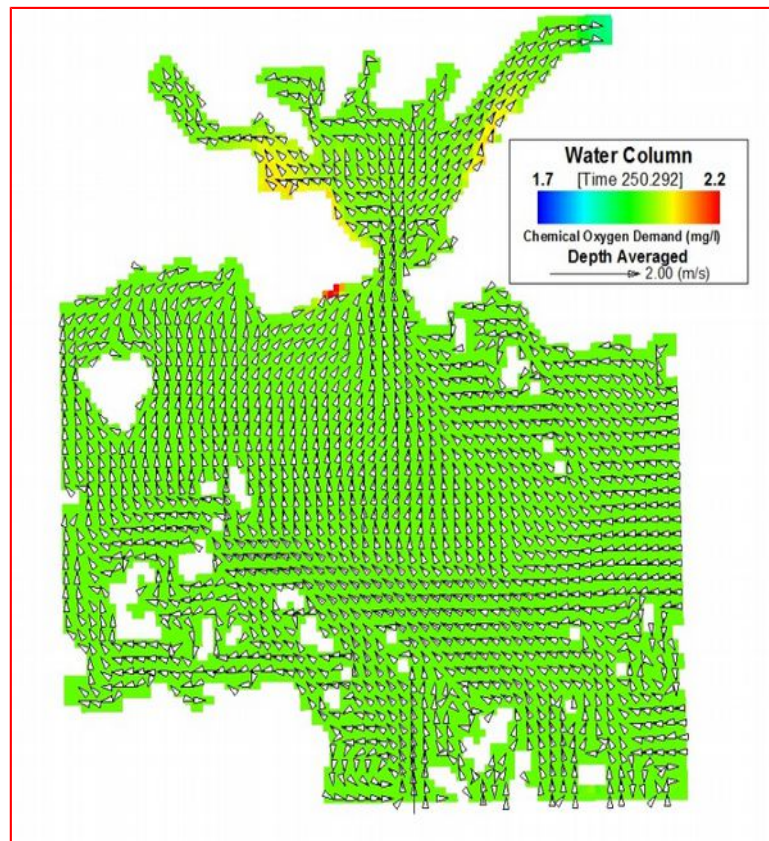 Water Column
1.7 [Time 250.292] 2.2
Chemical Oxygen Demand (mg/l)
Depth Averaged
2.00 (m/s)